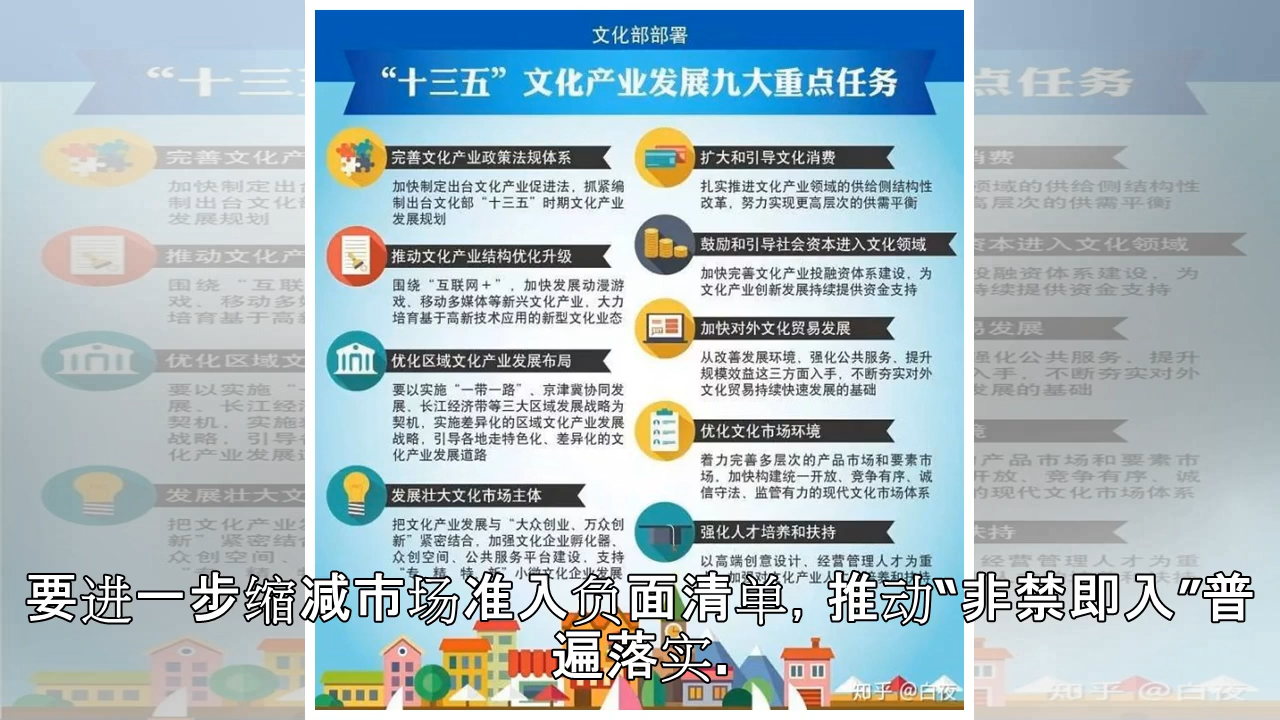 文化部部署
“十三五”文化产业发展九大重点任务
完善文化产业政策法规体系
加快制定出台文化产业促进法，抓紧编
制出台文化部“十三五”时期文化产业
发展规划
推动文化产业结构优化升级
围绕“互联网＋”，加快发展动漫游
戏、移动多媒体等新兴文化产业，大力
培育基于高新技术应用的新型文化业态
优化区域文化产业发展布局
要以实施“一带一路”、京津冀协同发
展、长江经济带等三大区域发展战略为
契机，实施差异化的区域文化产业发展
战略，引导各地走特色化、差异化的文
化产业发展道路
发展壮大文化市场主体
把文化产业发展与“大众创业、万众创
新”紧密结合，加强文化企业孵化器、
众创空间、公共服务平台建设，支持
“专、精、特、新”小微文化企业发展
扩大和引导文化消费
扎实推进文化产业领域的供给侧结构性
改革，努力实现更高层次的供需平衡
鼓励和引导社会资本进入文化领域
加快完善文化产业投融资体系建设，为
文化产业创新发展持续提供资金支持
加快对外文化贸易发展
从改善发展环境、强化公共服务、提升
规模效益这三方面入手，不断夯实对外
文化贸易持续快速发展的基础
优化文化市场环境
着力完善多层次的产品市场和要素市
场，加快构建统一开放、竞争有序、诚
信守法、监管有力的现代文化市场体系
强化人才培养和扶持
以高端创意设计、经营管理人才为重
加强对文化产业人才培养和扶持
要进一步缩减市场准入负面清单，推动“非禁即入”普
遍落实.
知乎 @白夜